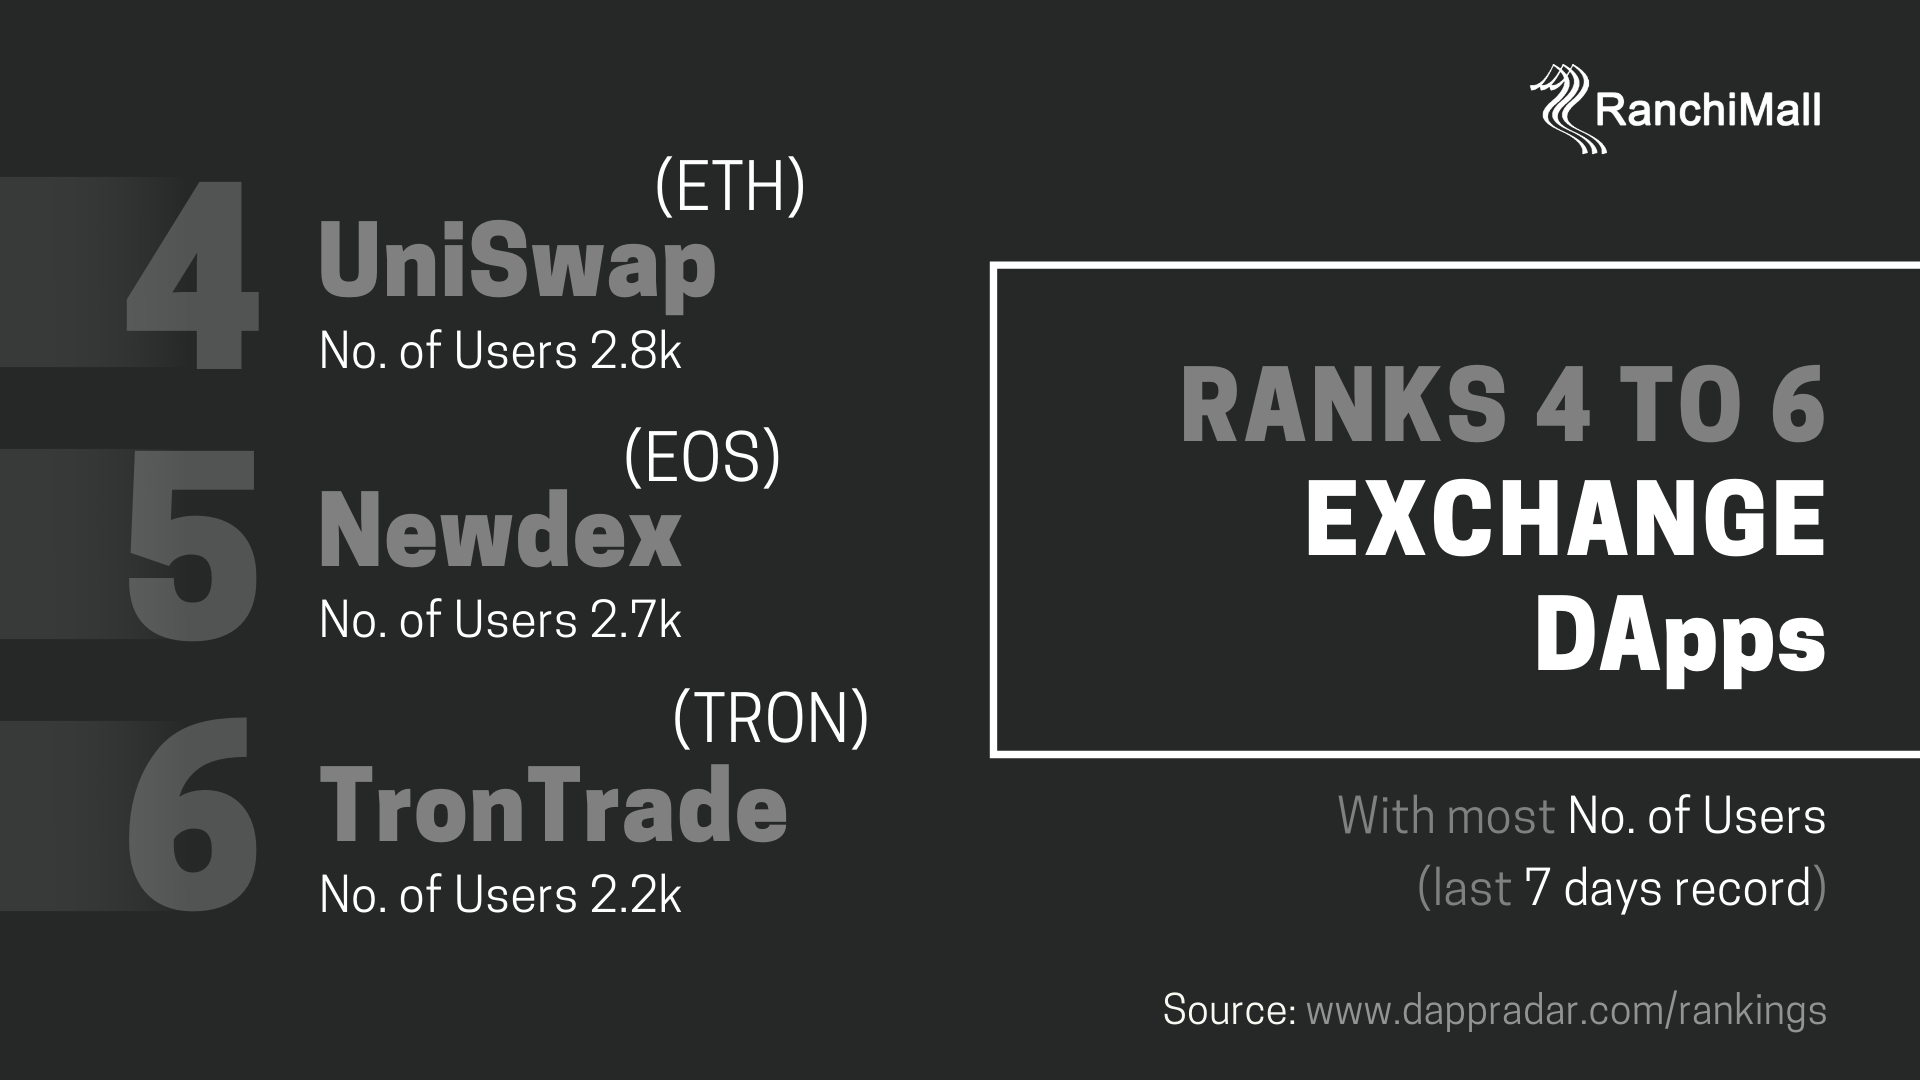 RanchiMall
4
(ETH)
UniSwap
No. of Users 2.8k
5
(EOS)
Newdex
No. of Users 2.7k
6
(TRON)
TronTrade
No. of Users 2.2k
RANKS 4 TO 6
EXCHANGE
DApps
With most No. of Users
(last 7 days record)
Source: www.dappradar.com/rankings